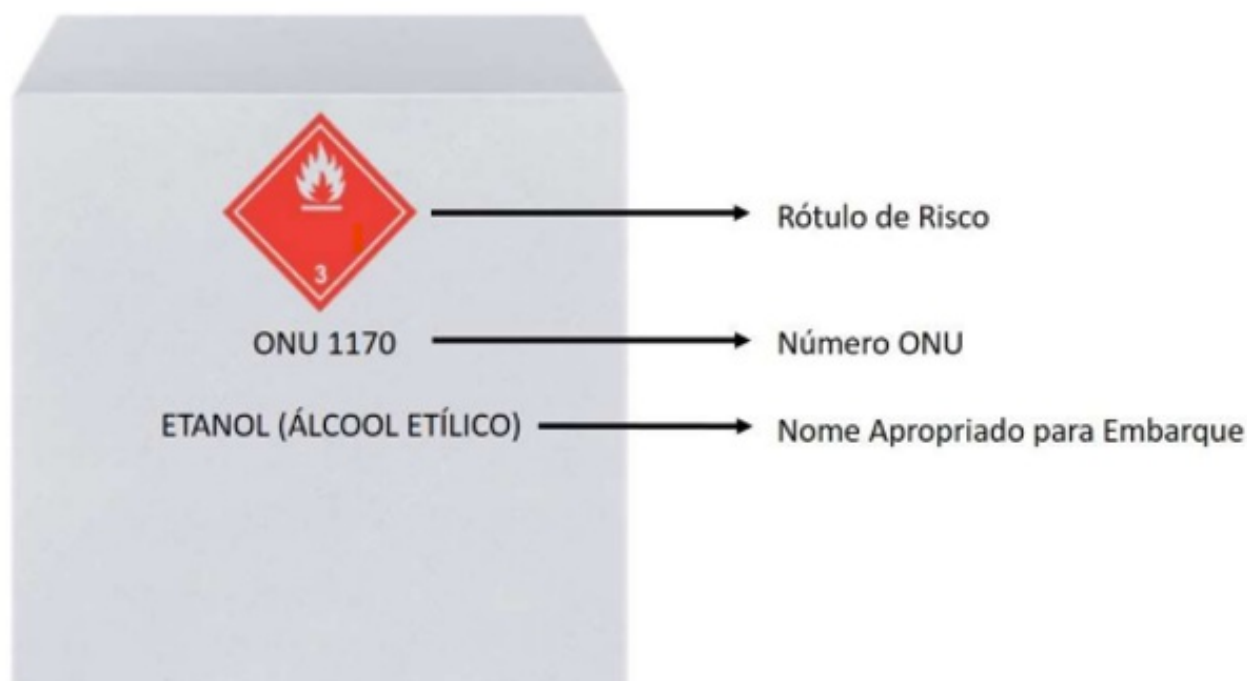 3
Rótulo de Risco
ONU 1170
Número ONU
ETANOL (ÁLCOOL ETÍLICO)
Nome Apropriado para Embarque